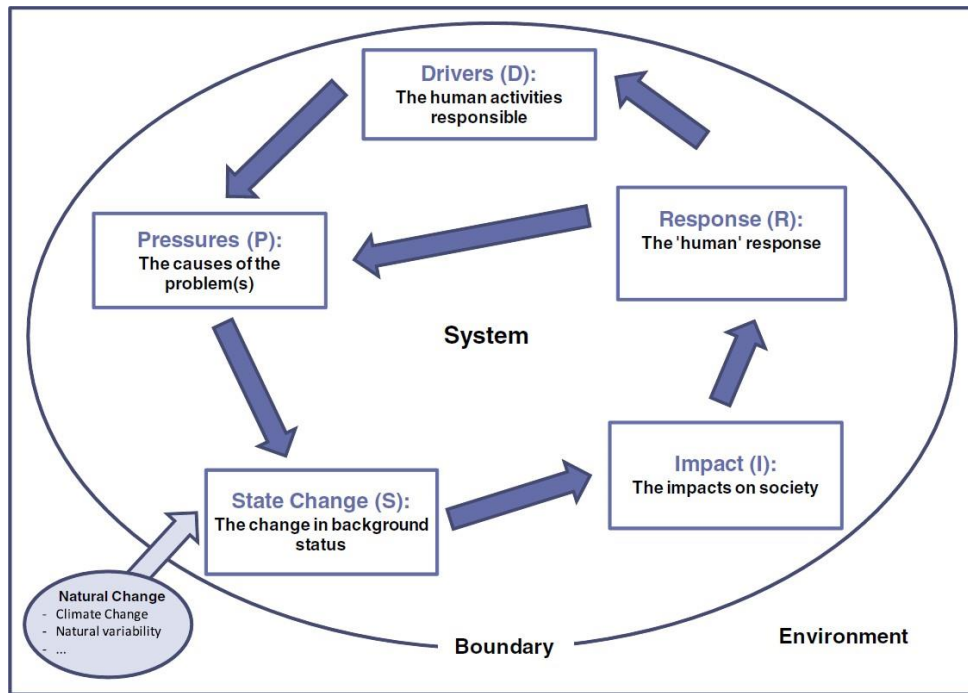 Drivers (D):
The human activities
responsible
Pressures (P):
The causes of the
problem(s)
Response (R):
The 'human' response
System
Impact (I):
The impacts on society
State Change (S):
The change in background
status
Natural Change
- Climate Change
- Natural variability
- ...
Boundary
Environment